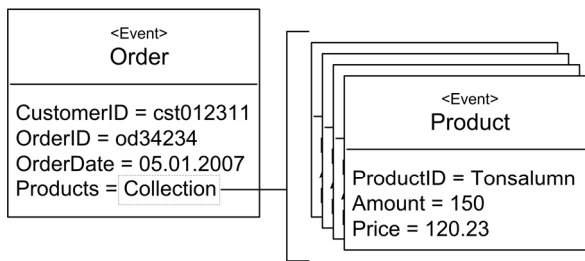 <Event>
Order
CustomerID = cst012311
OrderID = od34234
OrderDate = 05.01.2007
Products = Collection
<Event>
Product
ProductID = Tonsalumn
Amount = 150
Price = 120.23